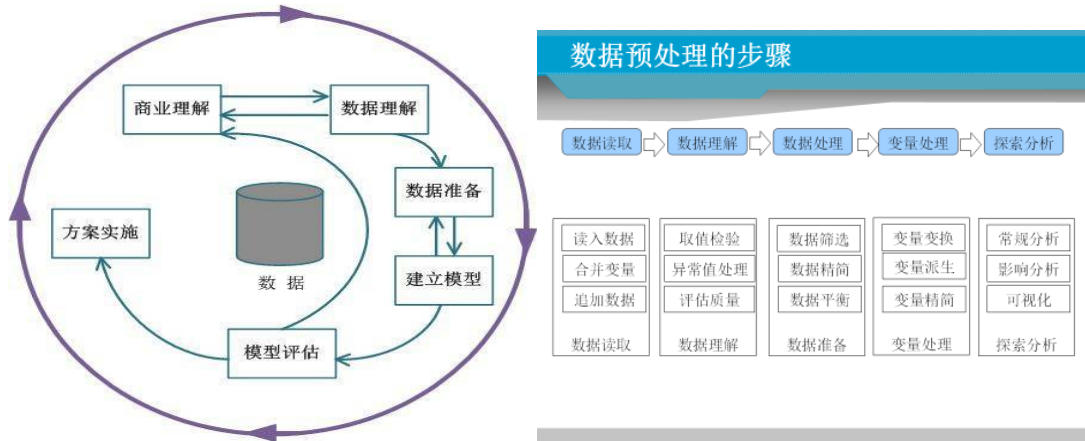 商业理解
数据理解
数据准备
方案实施
数据
建立模型
模型评估
数据预处理的步骤
数据读取
数据理解
数据处理
变量处理
探索分析
读入数据
合并变量
追加数据
数据读取
取值检验
异常值处理
评估质量
数据理解
数据筛选
数据精简
数据平衡
数据准备
变量变换
变量派生
变量精简
变量处理
常规分析
影响分析
可视化
探索分析